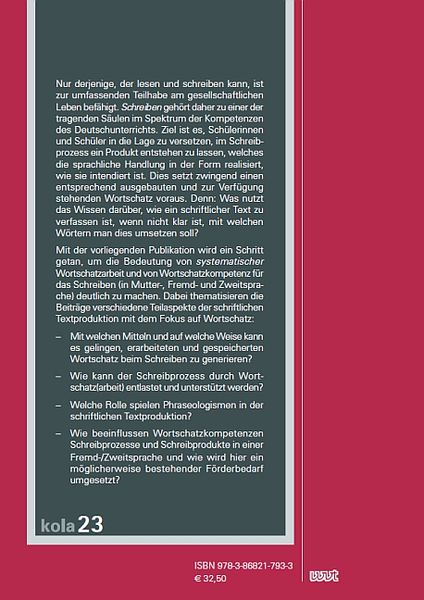 Nur derjenige, der lesen und schreiben kann, ist
zur umfassenden Teilhabe am gesellschaftlichen
Leben befähigt. Schreiben gehört daher zu einer der
tragenden Säulen im Spektrum der Kompetenzen
des Deutschunterrichts. Ziel ist es, Schülerinnen
und Schüler in die Lage zu versetzen, im Schreib-
prozess ein Produkt entstehen zu lassen, welches
die sprachliche Handlung in der Form realisiert,
wie sie intendiert ist. Dies setzt zwingend einen
entsprechend ausgebauten und zur Verfügung
stehenden Wortschatz voraus. Denn: Was nutzt
das Wissen darüber, wie ein schriftlicher Text zu
verfassen ist, wenn nicht klar ist, mit welchen
Wörtern man dies umsetzen soll?
Mit der vorliegenden Publikation wird ein Schritt
getan, um die Bedeutung von systematischer
Wortschatzarbeit und von Wortschatzkompetenz für
das Schreiben (in Mutter-, Fremd- und Zweitspra-
che) deutlich zu machen. Dabei thematisieren die
Beiträge verschiedene Teilaspekte der schriftlichen
Textproduktion mit dem Fokus auf Wortschatz:
– Mit welchen Mitteln und auf welche Weise kann
es gelingen, erarbeiteten und gespeicherten
Wortschatz beim Schreiben zu generieren?
– Wie kann der Schreibprozess durch Wort-
schatz(arbeit) entlastet und unterstützt werden?
– Welche Rolle spielen Phraseologismen in der
schriftlichen Textproduktion?
– Wie beeinflussen Wortschatzkompetenzen
Schreibprozesse und Schreibprodukte in einer
Fremd-/Zweitsprache und wie wird hier ein
möglicherweise bestehender Förderbedarf
umgesetzt?
kola 23
ISBN 978-3-86821-793-3
€ 32,50
wvt